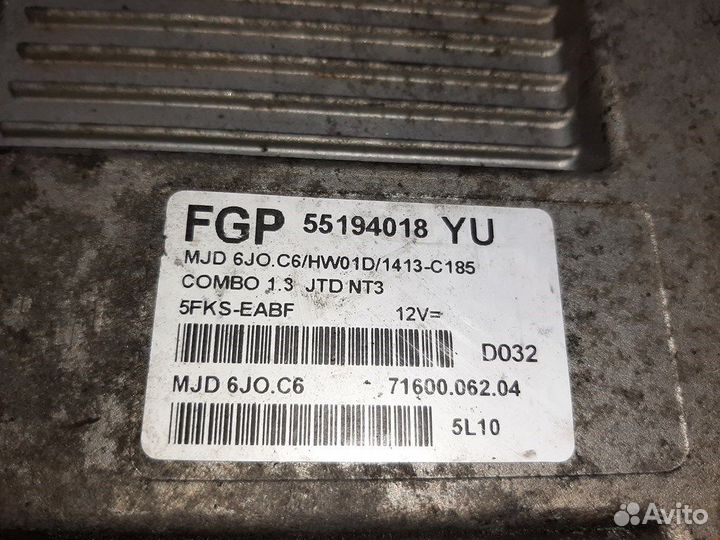 FGP 55194018 YU
MJD 6JO.C6/HW01D/1413-C185
COMBO 1.3 JTD NT3
5FKS-EABF 12V=
D032
MJD 6JO.C6 71600.062.04
5L10
Avito